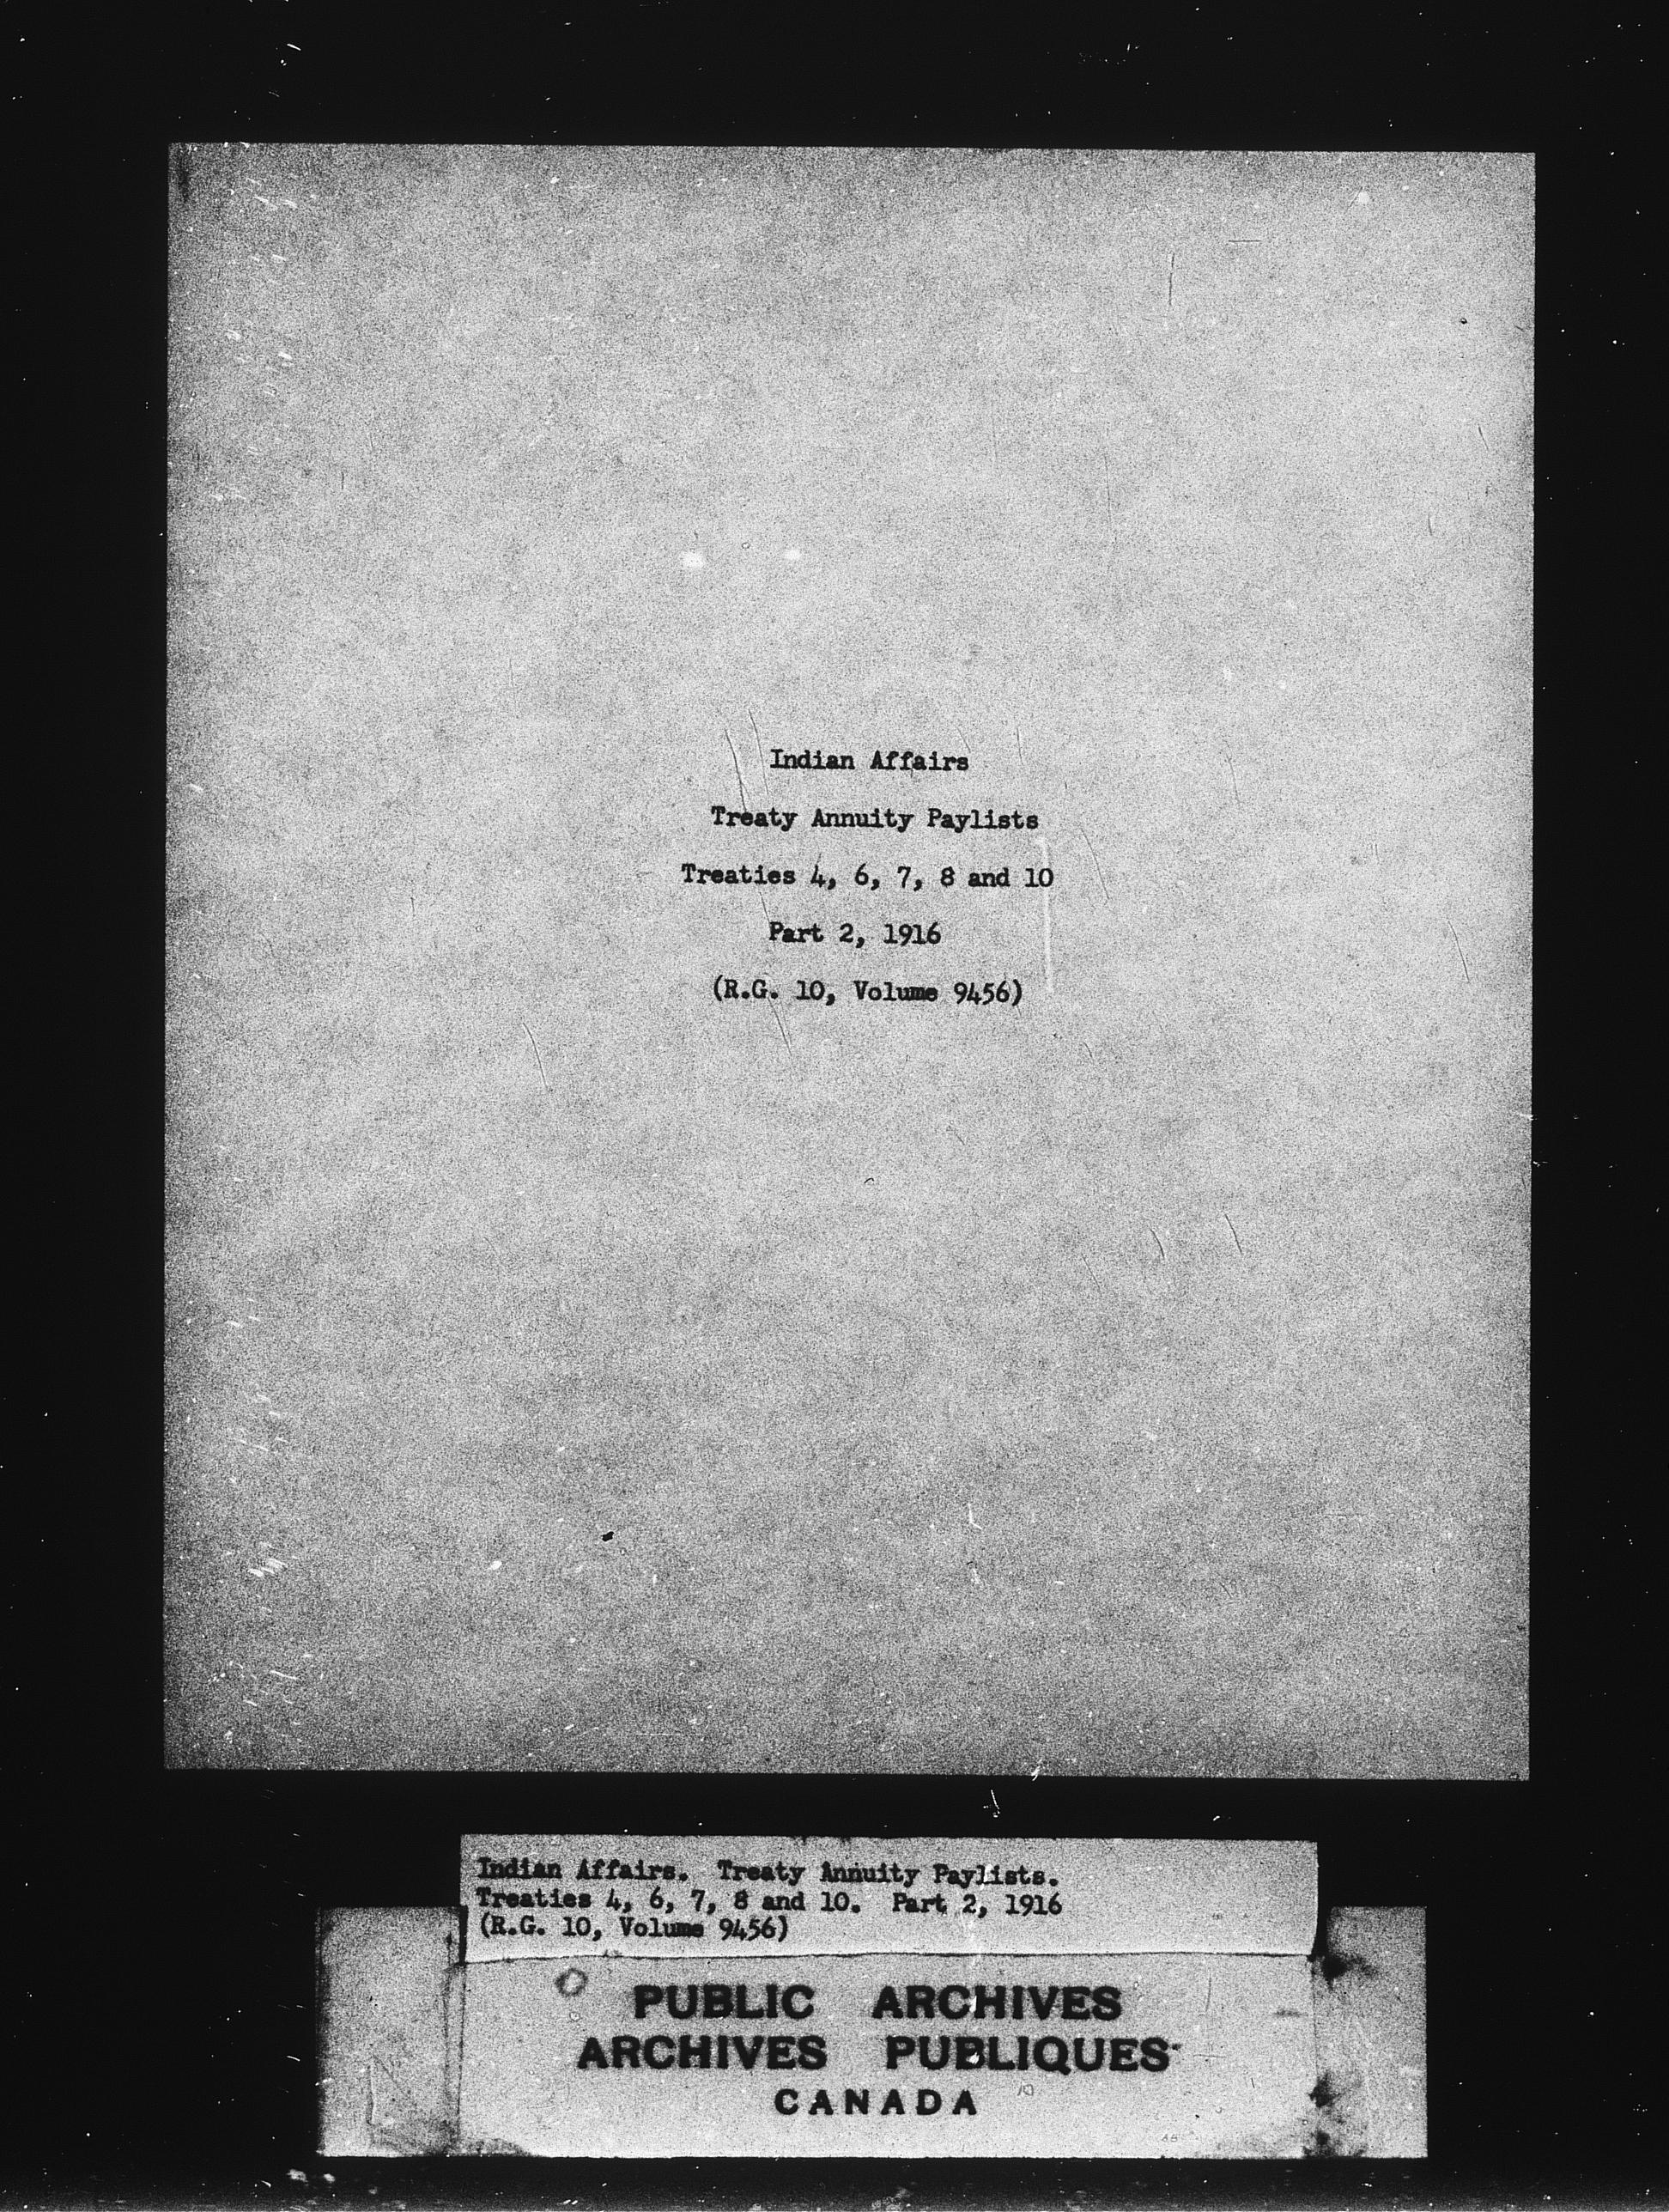 Indian Affairs
Treaty Annuity Paylists
Treaties 4, 6, 7, 8 and 10
Part 2, 1916
(R.G. 10, Volume 9456)
Indian Affairs. Treaty Annuity Paylists.
Treaties 4, 6, 7, 8 and 10. Part 2, 1916
(R.G. 10, Volume 9456)
PUBLIC ARCHIVES
ARCHIVES PUBLIQUES
CANADA